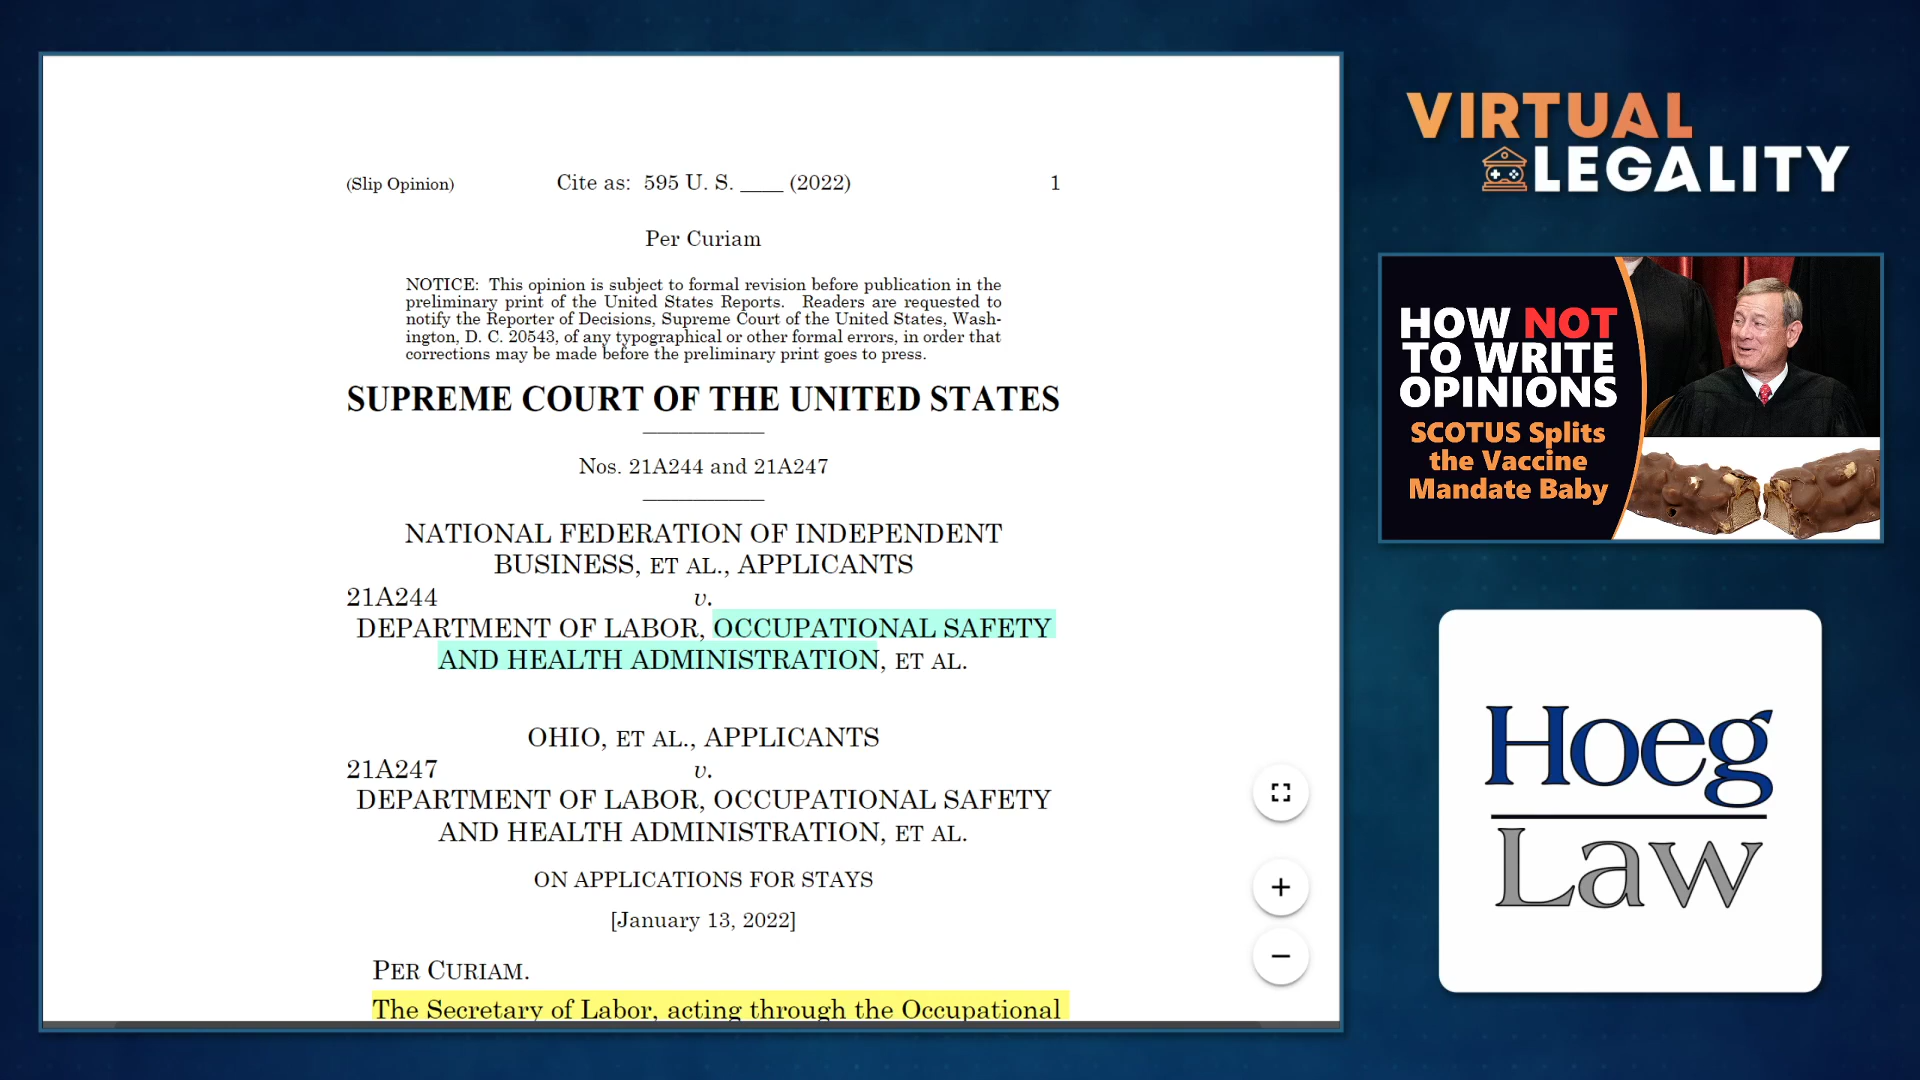 (Slip Opinion) Cite as: 595 U. S. ____ (2022) 1
Per Curiam
NOTICE: This opinion is subject to formal revision before publication in the
preliminary print of the United States Reports. Readers are requested to
notify the Reporter of Decisions, Supreme Court of the United States, Wash-
ington, D. C. 20543, of any typographical or other formal errors, in order that
corrections may be made before the preliminary print goes to press.
SUPREME COURT OF THE UNITED STATES
Nos. 21A244 and 21A247
NATIONAL FEDERATION OF INDEPENDENT
BUSINESS, ET AL., APPLICANTS
21A244 v.
DEPARTMENT OF LABOR, OCCUPATIONAL SAFETY
AND HEALTH ADMINISTRATION, ET AL.
OHIO, ET AL., APPLICANTS
21A247 v.
DEPARTMENT OF LABOR, OCCUPATIONAL SAFETY
AND HEALTH ADMINISTRATION, ET AL.
ON APPLICATIONS FOR STAYS
[January 13, 2022]
PER CURIAM.
The Secretary of Labor, acting through the Occupational
VIRTUAL
LEGALITY
HOW NOT
TO WRITE
OPINIONS
SCOTUS Splits
the Vaccine
Mandate Baby
Hoeg
Law